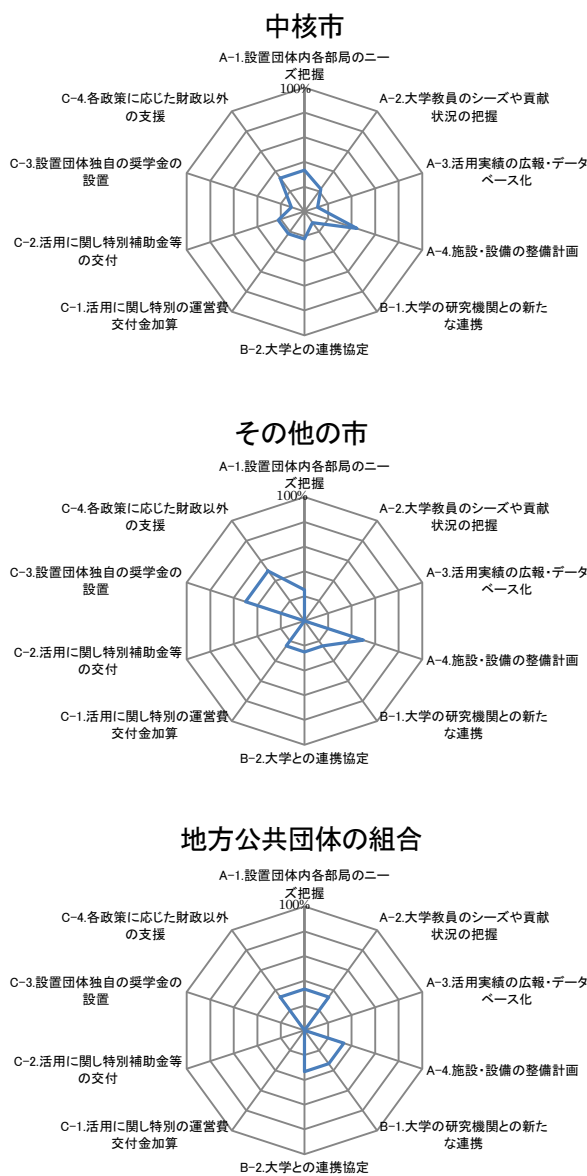 中核市
A-1.設置団体内各部局のニー
ズ把握
100%
A-2.大学教員のシーズや貢献
状況の把握
A-3.活用実績の広報・データ
ベース化
A-4.施設・設備の整備計画
B-1.大学の研究機関との新た
な連携
B-2.大学との連携協定
C-1.活用に関し特別の運営費
交付金加算
C-2.活用に関し特別補助金等
の交付
C-3.設置団体独自の奨学金の
設置
C-4.各政策に応じた財政以外
の支援
その他の市
A-1.設置団体内各部局のニー
ズ把握
100%
A-2.大学教員のシーズや貢献
状況の把握
A-3.活用実績の広報・データ
ベース化
A-4.施設・設備の整備計画
B-1.大学の研究機関との新た
な連携
B-2.大学との連携協定
C-1.活用に関し特別の運営費
交付金加算
C-2.活用に関し特別補助金等
の交付
C-3.設置団体独自の奨学金の
設置
C-4.各政策に応じた財政以外
の支援
地方公共団体の組合
A-1.設置団体内各部局のニー
ズ把握
100%
A-2.大学教員のシーズや貢献
状況の把握
A-3.活用実績の広報・データ
ベース化
A-4.施設・設備の整備計画
B-1.大学の研究機関との新た
な連携
B-2.大学との連携協定
C-1.活用に関し特別の運営費
交付金加算
C-2.活用に関し特別補助金等
の交付
C-3.設置団体独自の奨学金の
設置
C-4.各政策に応じた財政以外
の支援